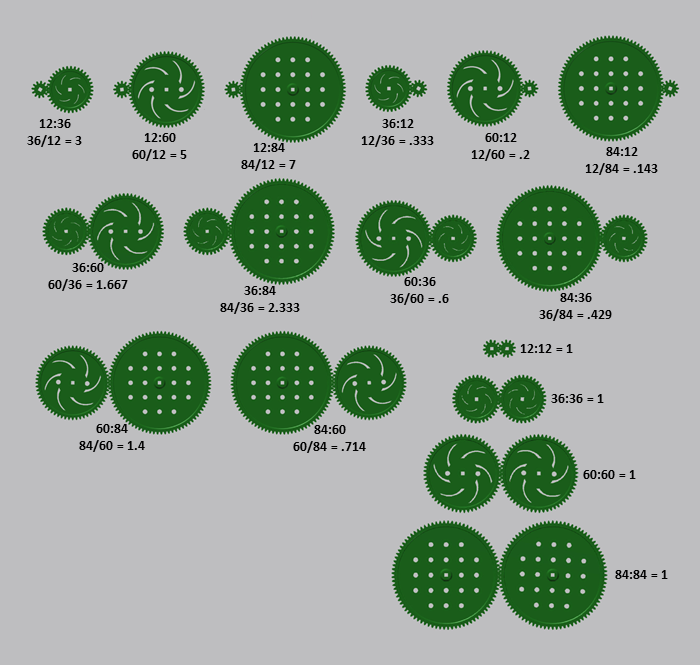 12:36
36/12 = 3
12:60
60/12 = 5
12:84
84/12 = 7
36:12
12/36 = .333
60:12
12/60 = .2
84:12
12/84 = .143
36:60
60/36 = 1.667
36:84
84/36 = 2.333
60:36
36/60 = .6
84:36
36/84 = .429
60:84
84/60 = 1.4
84:60
60/84 = .714
12:12 = 1
36:36 = 1
60:60 = 1
84:84 = 1